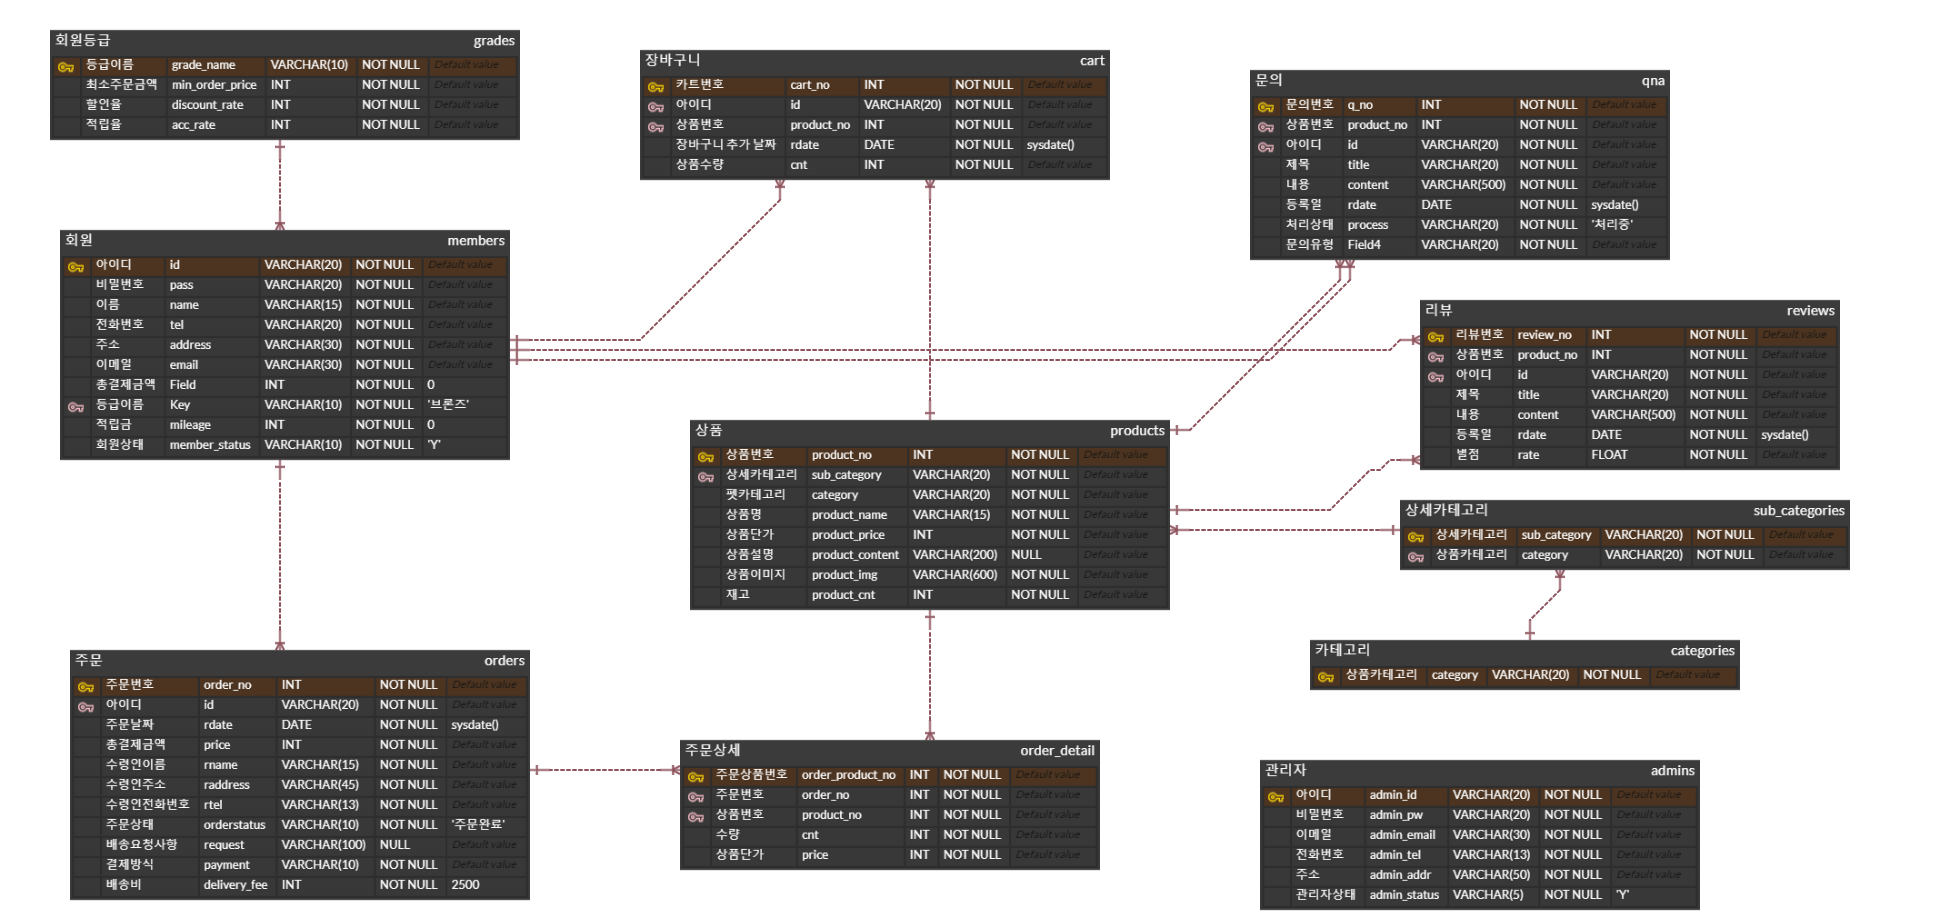 회원등급 grades
등급이름 grade_name VARCHAR(10) NOT NULL Default value
최소주문금액 min_order_price INT NOT NULL Default value
할인율 discount_rate INT NOT NULL Default value
적립율 acc_rate INT NOT NULL Default value
장바구니 cart
카트번호 cart_no INT NOT NULL Default value
아이디 id VARCHAR(20) NOT NULL Default value
상품번호 product_no INT NOT NULL Default value
장바구니 추가 날짜 rdate DATE NOT NULL sysdate()
상품수량 cnt INT NOT NULL Default value
문의 qna
문의번호 q_no INT NOT NULL Default value
상품번호 product_no INT NOT NULL Default value
아이디 id VARCHAR(20) NOT NULL Default value
제목 title VARCHAR(20) NOT NULL Default value
내용 content VARCHAR(500) NOT NULL Default value
등록일 rdate DATE NOT NULL sysdate()
처리상태 process VARCHAR(20) NOT NULL '처리중'
문의유형 Field4 VARCHAR(20) NOT NULL Default value
회원 members
아이디 id VARCHAR(20) NOT NULL Default value
비밀번호 pass VARCHAR(20) NOT NULL Default value
이름 name VARCHAR(15) NOT NULL Default value
전화번호 tel VARCHAR(20) NOT NULL Default value
주소 address VARCHAR(30) NOT NULL Default value
이메일 email VARCHAR(30) NOT NULL Default value
총결제금액 Field INT NOT NULL 0
등급이름 Key VARCHAR(10) NOT NULL '브론즈'
적립금 mileage INT NOT NULL 0
회원상태 member_status VARCHAR(10) NOT NULL 'Y'
리뷰 reviews
리뷰번호 review_no INT NOT NULL Default value
상품번호 product_no INT NOT NULL Default value
아이디 id VARCHAR(20) NOT NULL Default value
제목 title VARCHAR(20) NOT NULL Default value
내용 content VARCHAR(500) NOT NULL Default value
등록일 rdate DATE NOT NULL sysdate()
별점 rate FLOAT NOT NULL Default value
상품 products
상품번호 product_no INT NOT NULL Default value
상세카테고리 sub_category VARCHAR(20) NOT NULL Default value
펫카테고리 category VARCHAR(20) NOT NULL Default value
상품명 product_name VARCHAR(15) NOT NULL Default value
상품단가 product_price INT NOT NULL Default value
상품설명 product_content VARCHAR(200) NULL Default value
상품이미지 product_img VARCHAR(600) NOT NULL Default value
재고 product_cnt INT NOT NULL Default value
상세카테고리 sub_categories
상세카테고리 sub_category VARCHAR(20) NOT NULL Default value
상품카테고리 category VARCHAR(20) NOT NULL Default value
카테고리 categories
상품카테고리 category VARCHAR(20) NOT NULL Default value
주문 orders
주문번호 order_no INT NOT NULL Default value
아이디 id VARCHAR(20) NOT NULL Default value
주문날짜 rdate DATE NOT NULL sysdate()
총결제금액 price INT NOT NULL Default value
수령인이름 rname VARCHAR(15) NOT NULL Default value
수령인주소 raddress VARCHAR(45) NOT NULL Default value
수령인전화번호 rtel VARCHAR(13) NOT NULL Default value
주문상태 orderstatus VARCHAR(10) NOT NULL '주문완료'
배송요청사항 request VARCHAR(100) NULL Default value
결제방식 payment VARCHAR(10) NOT NULL Default value
배송비 delivery_fee INT NOT NULL 2500
주문상세 order_detail
주문상품번호 order_product_no INT NOT NULL Default value
주문번호 order_no INT NOT NULL Default value
상품번호 product_no INT NOT NULL Default value
수량 cnt INT NOT NULL Default value
상품단가 price INT NOT NULL Default value
관리자 admins
아이디 admin_id VARCHAR(20) NOT NULL Default value
비밀번호 admin_pw VARCHAR(20) NOT NULL Default value
이메일 admin_email VARCHAR(30) NOT NULL Default value
전화번호 admin_tel VARCHAR(13) NOT NULL Default value
주소 admin_addr VARCHAR(50) NOT NULL Default value
관리자상태 admin_status VARCHAR(5) NOT NULL 'Y'